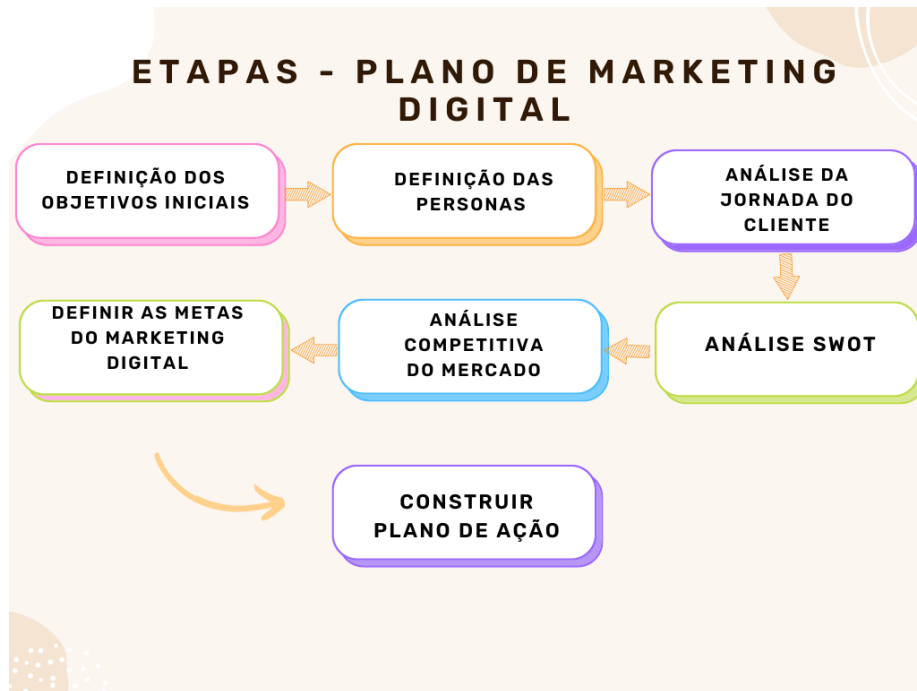 ETAPAS - PLANO DE MARKETING
DIGITAL
DEFINIÇÃO DOS
OBJETIVOS INICIAIS
DEFINIÇÃO DAS
PERSONAS
ANÁLISE DA
JORNADA DO
CLIENTE
ANÁLISE SWOT
ANÁLISE
COMPETITIVA
DO MERCADO
DEFINIR AS METAS
DO MARKETING
DIGITAL
CONSTRUIR
PLANO DE AÇÃO